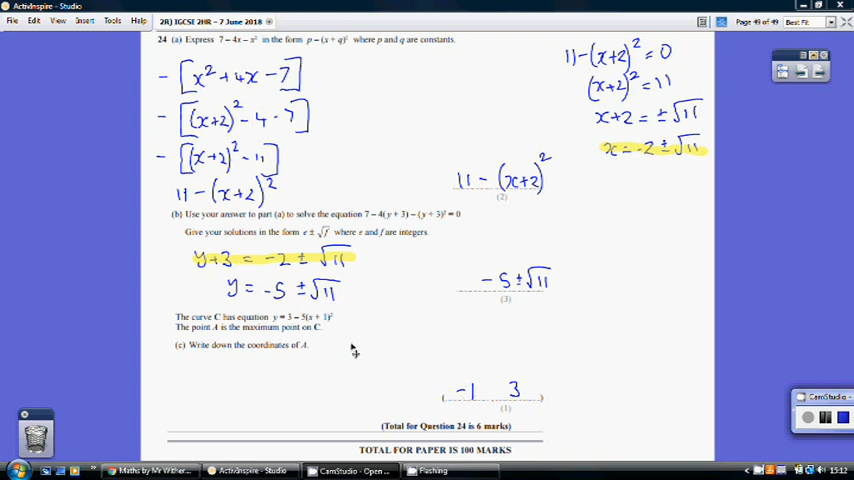 ActivInspire - Studio
File Edit View Insert Tools Help 2R) IGCSE 2HR – 7 June 2018 Page 49 of 49 Best Fit
24 (a) Express 7 – 4x – x² in the form p – (x + q)² where p and q are constants.
- [x² + 4x - 7]
- [(x+2)² - 4 - 7]
- [(x+2)² - 11]
11 - (x+2)²
11 - (x+2)² = 0
(x+2)² = 11
x+2 = ±√11
x = -2 ± √11
11 - (x+2)²
(2)
(b) Use your answer to part (a) to solve the equation 7 – 4(y + 3) – (y + 3)² = 0
Give your solutions in the form e ± √f where e and f are integers.
y+3 = -2 ± √11
y = -5 ± √11
-5 ± √11
(3)
The curve C has equation y = 3 – 5(x + 1)²
The point A is the maximum point on C.
(c) Write down the coordinates of A.
(-1 , 3)
(1)
(Total for Question 24 is 6 marks)
TOTAL FOR PAPER IS 100 MARKS
CamStudio
Maths by Mr Wither... ActivInspire - Studio CamStudio - Open ... Flashing 15:12